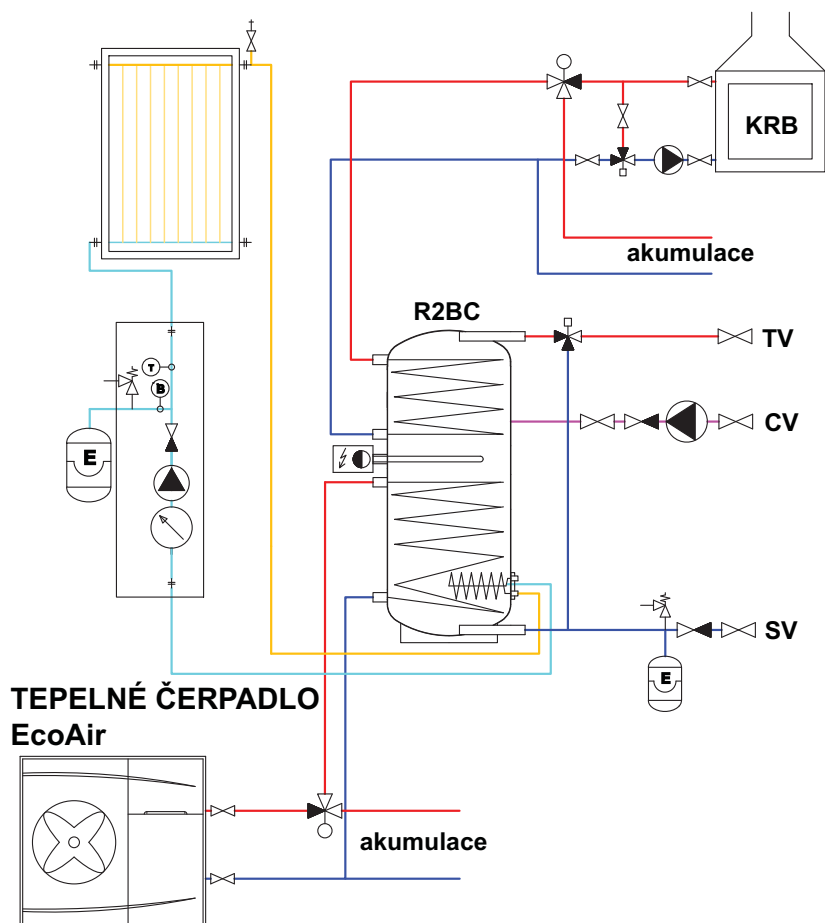 KRB
akumulace
R2BC
TV
T
B
CV
E
SV
E
TEPELNÉ ČERPADLO
EcoAir
akumulace